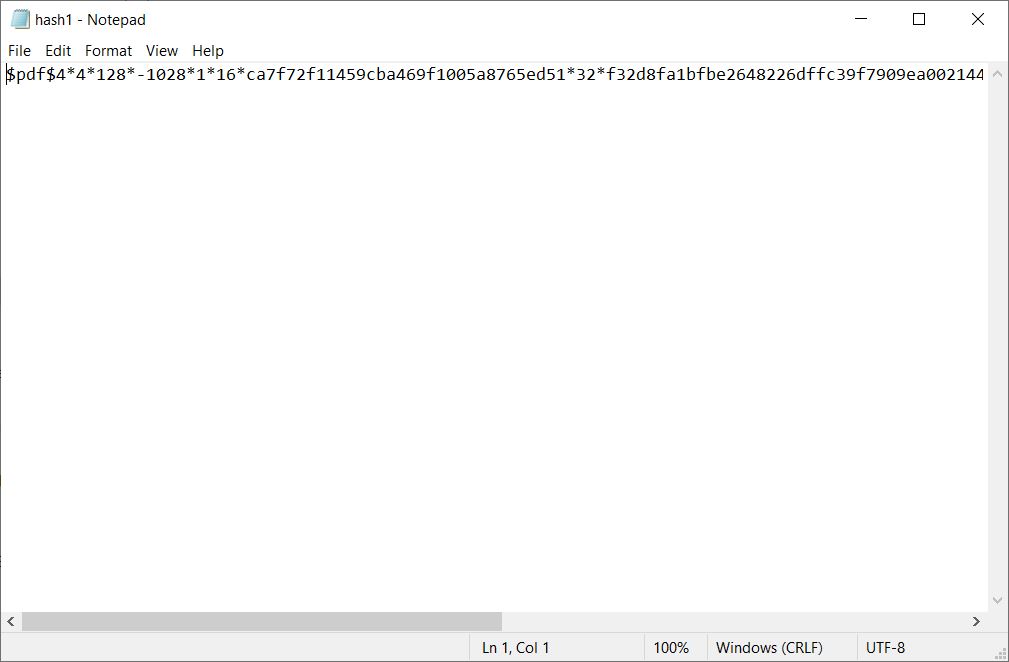 hash1 - Notepad
File Edit Format View Help
$pdf$4*4*128*-1028*1*16*ca7f72f11459cba469f1005a8765ed51*32*f32d8fa1bfbe2648226dffc39f7909ea002144
Ln 1, Col 1 100% Windows (CRLF) UTF-8